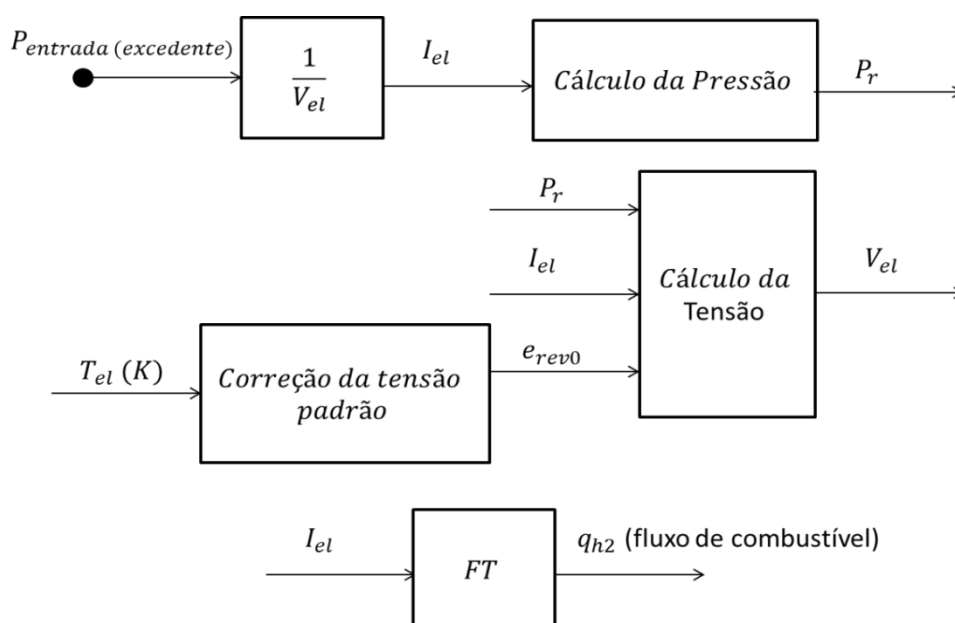 P_entrada (excedente)
1
V_el
I_el
Cálculo da Pressão
P_r
P_r
I_el
Cálculo da
Tensão
V_el
T_el (K)
Correção da tensão
padrão
e_rev0
I_el
FT
q_h2 (fluxo de combustível)